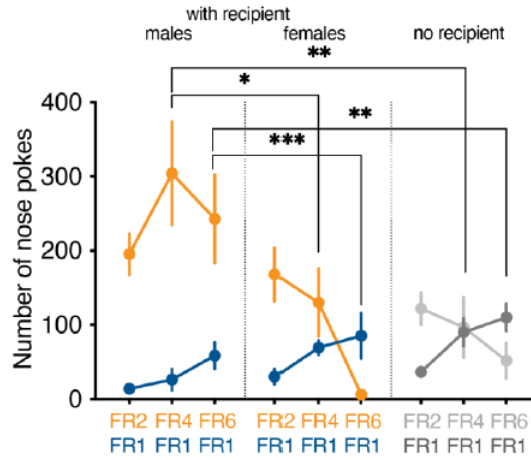 with recipient
males females no recipient
**
*
**
***
400
300
200
100
0
Number of nose pokes
FR2 FR4 FR6 FR2 FR4 FR6 FR2 FR4 FR6
FR1 FR1 FR1 FR1 FR1 FR1 FR1 FR1 FR1